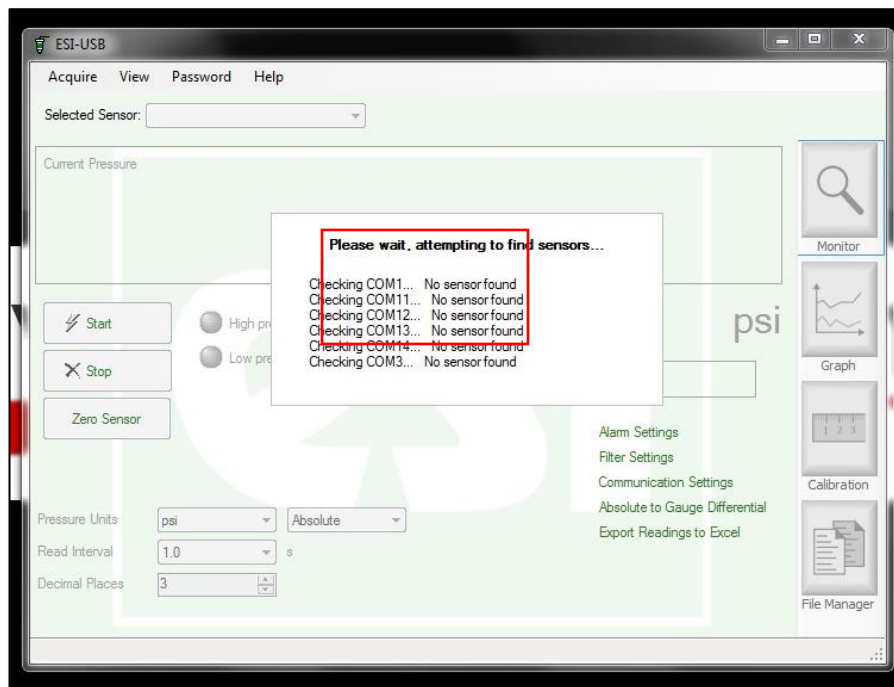 ESI-USB
Acquire View Password Help
Selected Sensor:
Current Pressure
Please wait, attempting to find sensors...
Checking COM1... No sensor found
Checking COM11... No sensor found
Checking COM12... No sensor found
Checking COM13... No sensor found
Checking COM14... No sensor found
Checking COM3... No sensor found
Monitor
Start
High pre
psi
Stop
Low pre
Graph
Zero Sensor
1 2 3
Alarm Settings
Filter Settings
Communication Settings
Calibration
Absolute to Gauge Differential
Pressure Units psi Absolute
Export Readings to Excel
Read Interval 1.0 s
Decimal Places 3
File Manager